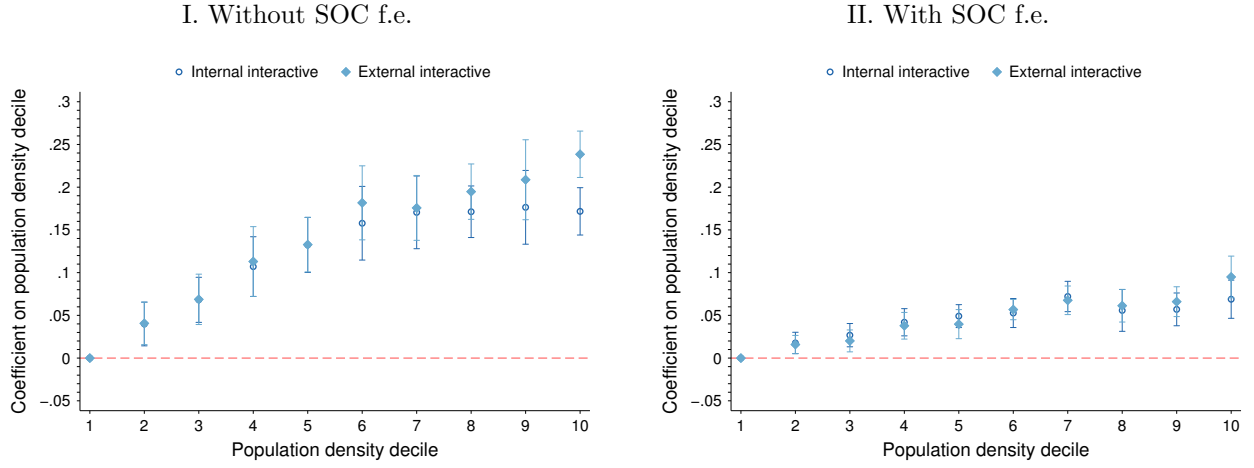 I. Without SOC f.e.
Internal interactive External interactive
Coefficient on population density decile
.3
.25
.2
.15
.1
.05
0
−.05
1 2 3 4 5 6 7 8 9 10
Population density decile
II. With SOC f.e.
Internal interactive External interactive
Coefficient on population density decile
.3
.25
.2
.15
.1
.05
0
−.05
1 2 3 4 5 6 7 8 9 10
Population density decile